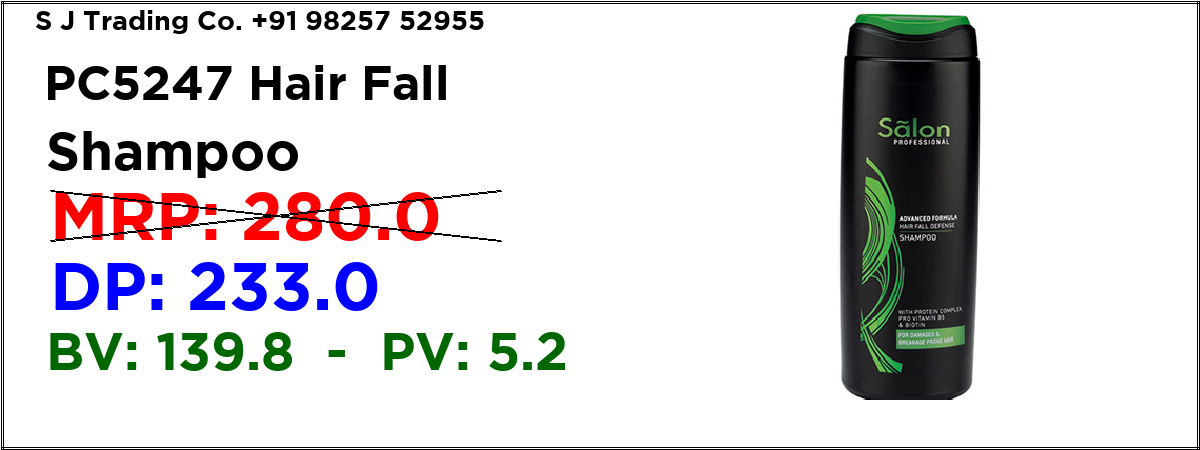 S J Trading Co. +91 98257 52955
PC5247 Hair Fall
Shampoo
MRP: 280.0
DP: 233.0
BV: 139.8 - PV: 5.2
Sãlon
PROFESSIONAL
ADVANCED FORMULA
HAIR FALL DEFENSE
SHAMPOO
WITH PROTEIN COMPLEX,
PRO VITAMIN B5
& BIOTIN
FOR DAMAGED &
BREAKAGE PRONE HAIR